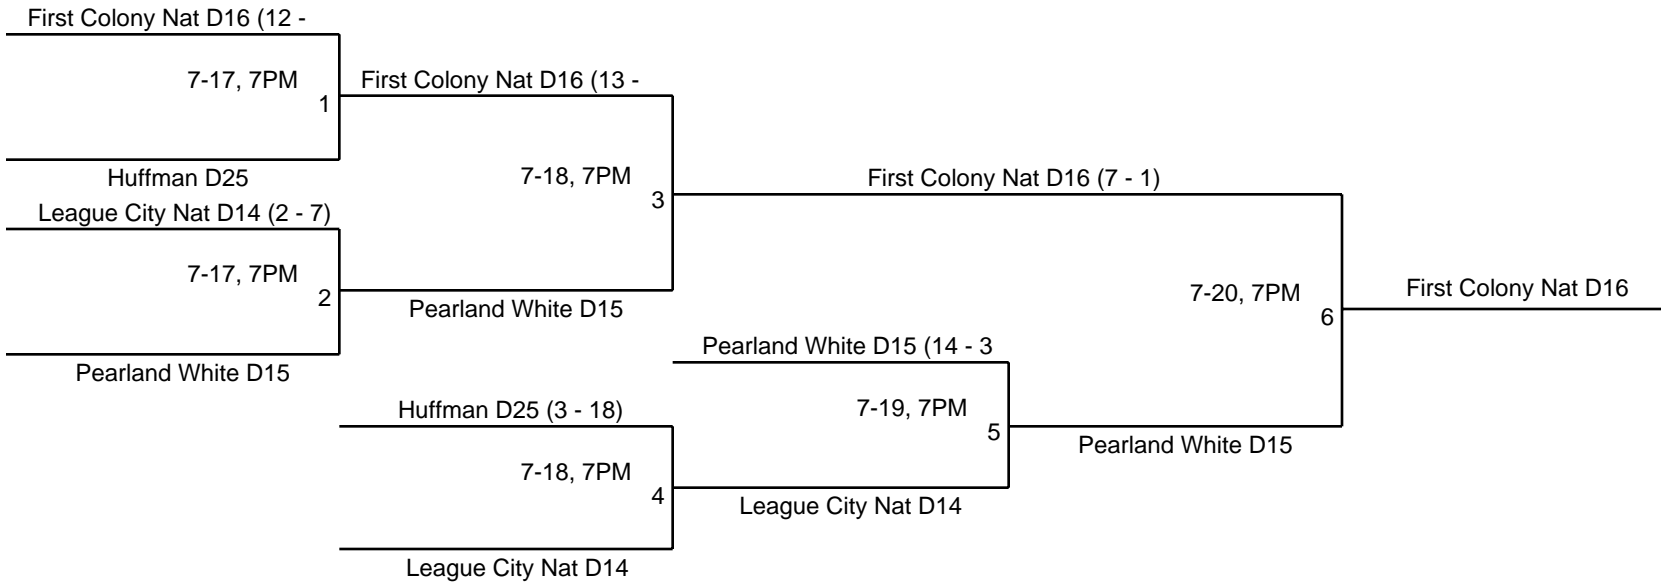 First Colony Nat D16 (12 -
7-17, 7PM
1
Huffman D25
First Colony Nat D16 (13 -
League City Nat D14 (2 - 7)
7-17, 7PM
2
Pearland White D15
7-18, 7PM
3
Pearland White D15
First Colony Nat D16 (7 - 1)
Huffman D25 (3 - 18)
7-18, 7PM
4
League City Nat D14
Pearland White D15 (14 - 3
7-19, 7PM
5
League City Nat D14
7-20, 7PM
6
Pearland White D15
First Colony Nat D16